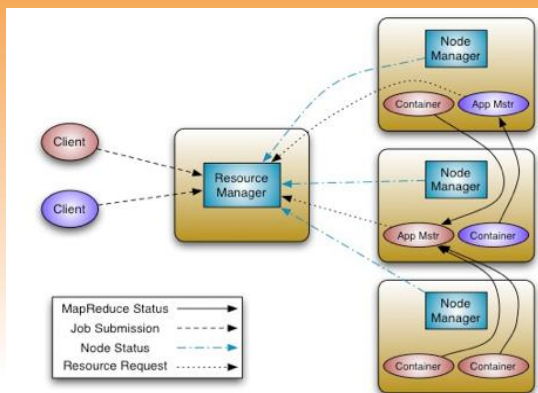 Node
Manager
Container
App Mstr
Client
Resource
Manager
Client
Node
Manager
App Mstr
Container
Node
Manager
Container
Container
MapReduce Status
Job Submission
Node Status
Resource Request